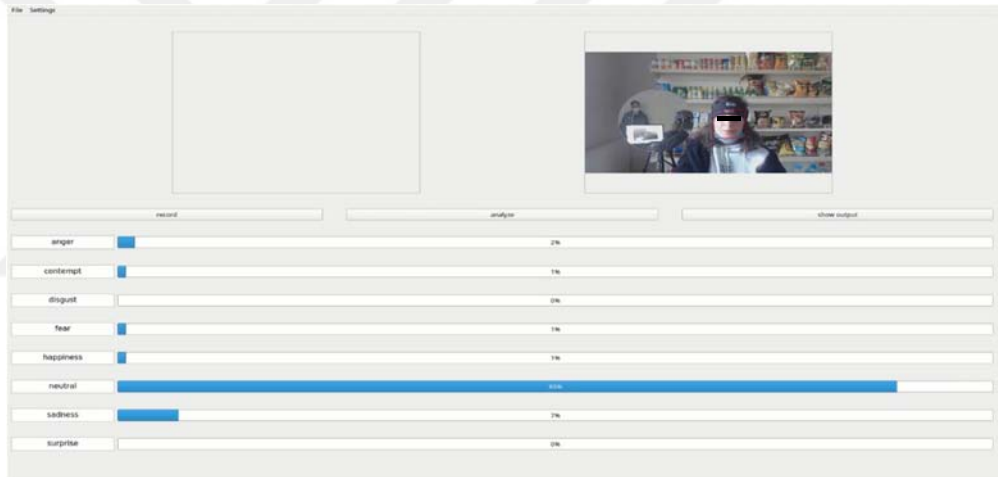 File Settings
record analyze show output
anger 2%
contempt 1%
disgust 0%
fear 1%
happiness 1%
neutral
sadness 7%
surprise 0%